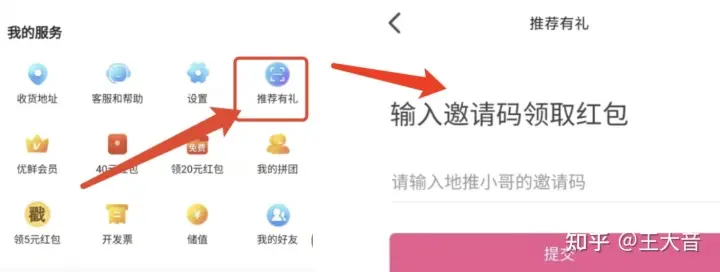 我的服务
收货地址 客服和帮助 设置 推荐有礼
优鲜会员 40元红包 免费 领20元红包 我的拼团
戳 领5元红包 开发票 储值 我的好友
推荐有礼
输入邀请码领取红包
请输入地推小哥的邀请码
提交
知乎 @王大音